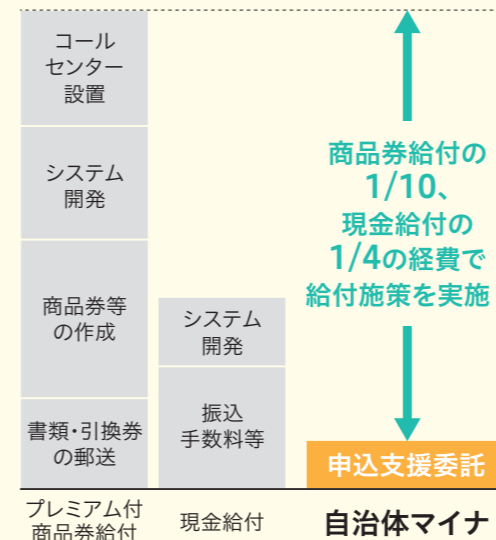 コール
センター
設置
システム
開発
商品券等
の作成
書類・引換券
の郵送
プレミアム付
商品券給付
システム
開発
振込
手数料等
現金給付
商品券給付の
1/10、
現金給付の
1/4の経費で
給付施策を実施
申込支援委託
自治体マイナ